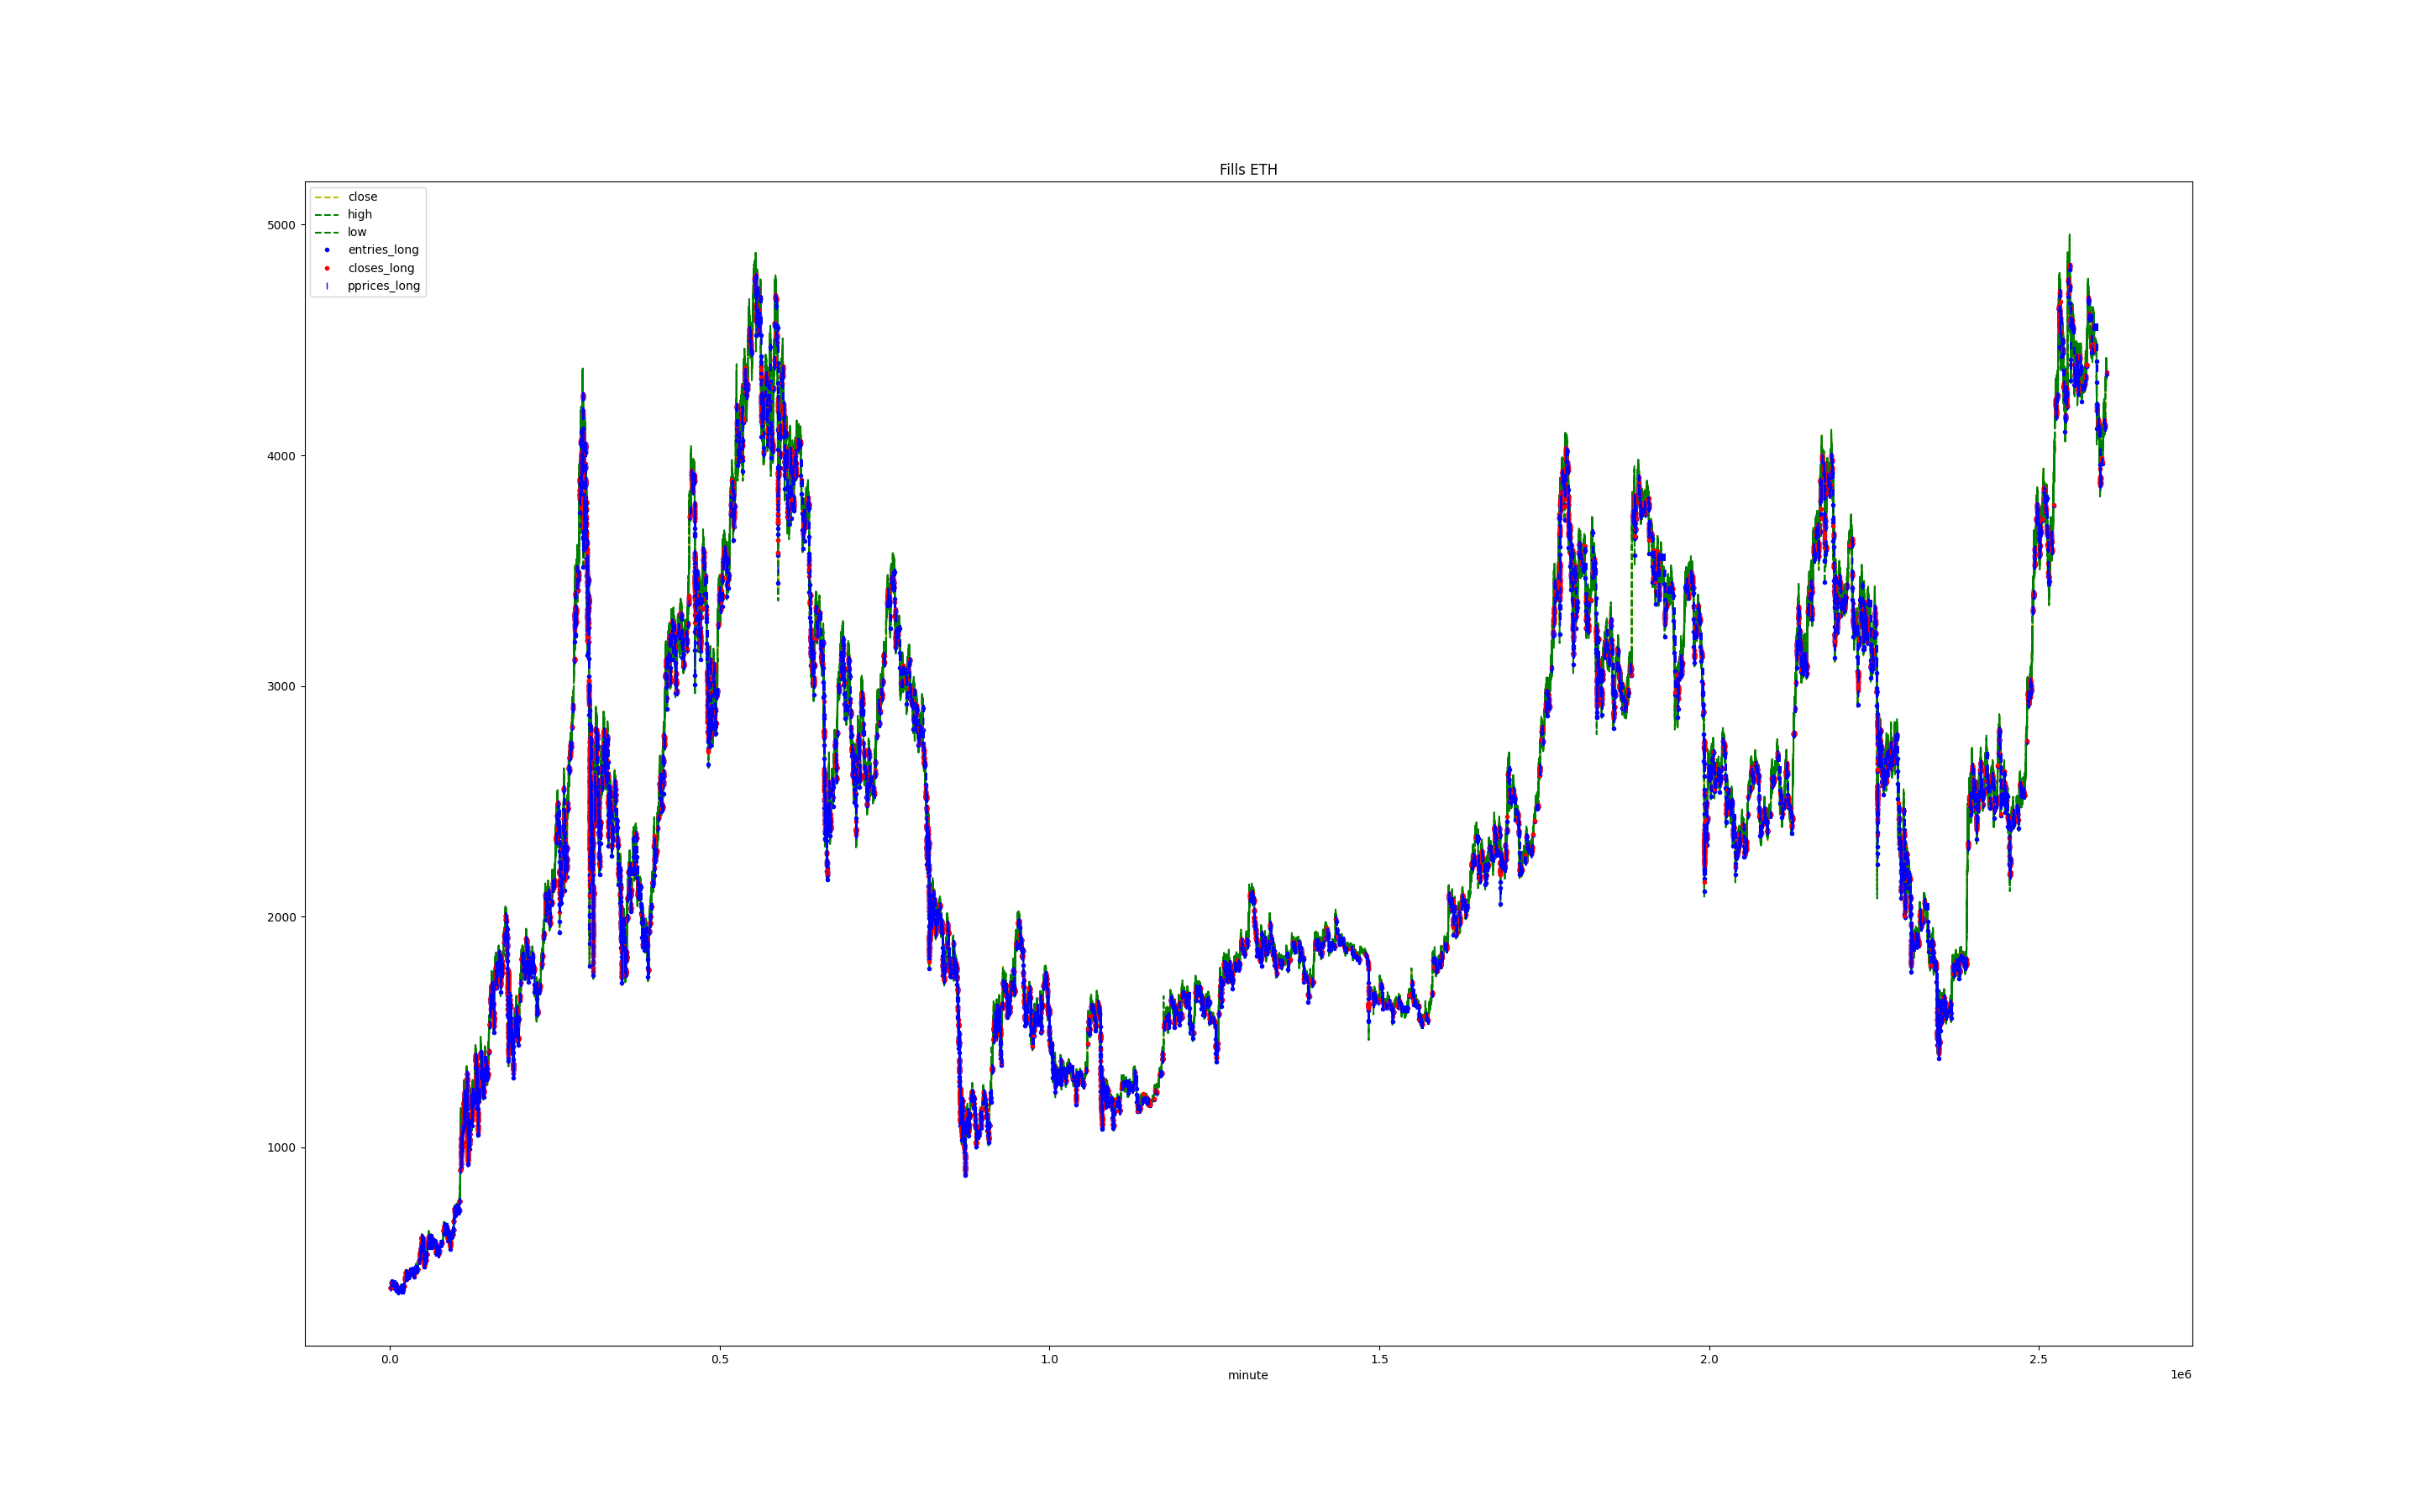 Fills ETH
close
high
low
entries_long
closes_long
pprices_long
5000
4000
3000
2000
1000
0.0
0.5
1.0
1.5
2.0
2.5
minute
1e6